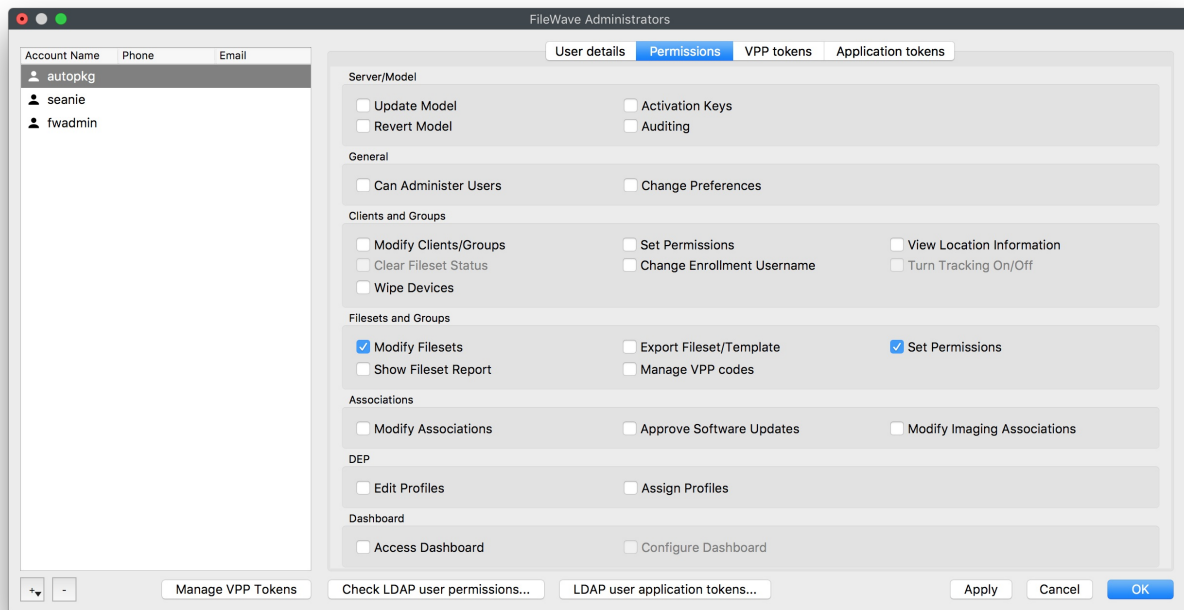 FileWave Administrators
User details Permissions VPP tokens Application tokens
Account Name Phone Email
autopkg
seanie
fwadmin
Server/Model
Update Model Activation Keys
Revert Model Auditing
General
Can Administer Users Change Preferences
Clients and Groups
Modify Clients/Groups Set Permissions View Location Information
Clear Fileset Status Change Enrollment Username Turn Tracking On/Off
Wipe Devices
Filesets and Groups
Modify Filesets Export Fileset/Template Set Permissions
Show Fileset Report Manage VPP codes
Associations
Modify Associations Approve Software Updates Modify Imaging Associations
DEP
Edit Profiles Assign Profiles
Dashboard
Access Dashboard Configure Dashboard
+ - Manage VPP Tokens Check LDAP user permissions... LDAP user application tokens... Apply Cancel OK